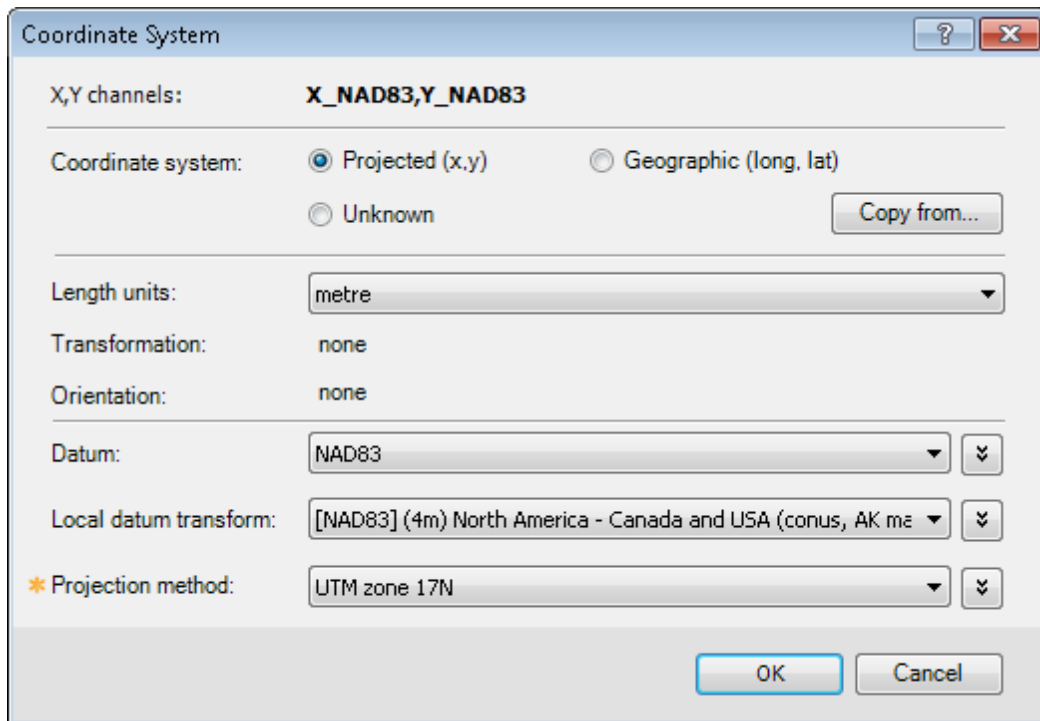 Coordinate System
X,Y channels: X_NAD83,Y_NAD83
Coordinate system: Projected (x,y) Geographic (long, lat)
Unknown Copy from...
Length units: metre
Transformation: none
Orientation: none
Datum: NAD83
Local datum transform: [NAD83] (4m) North America - Canada and USA (conus, AK ma
* Projection method: UTM zone 17N
OK Cancel